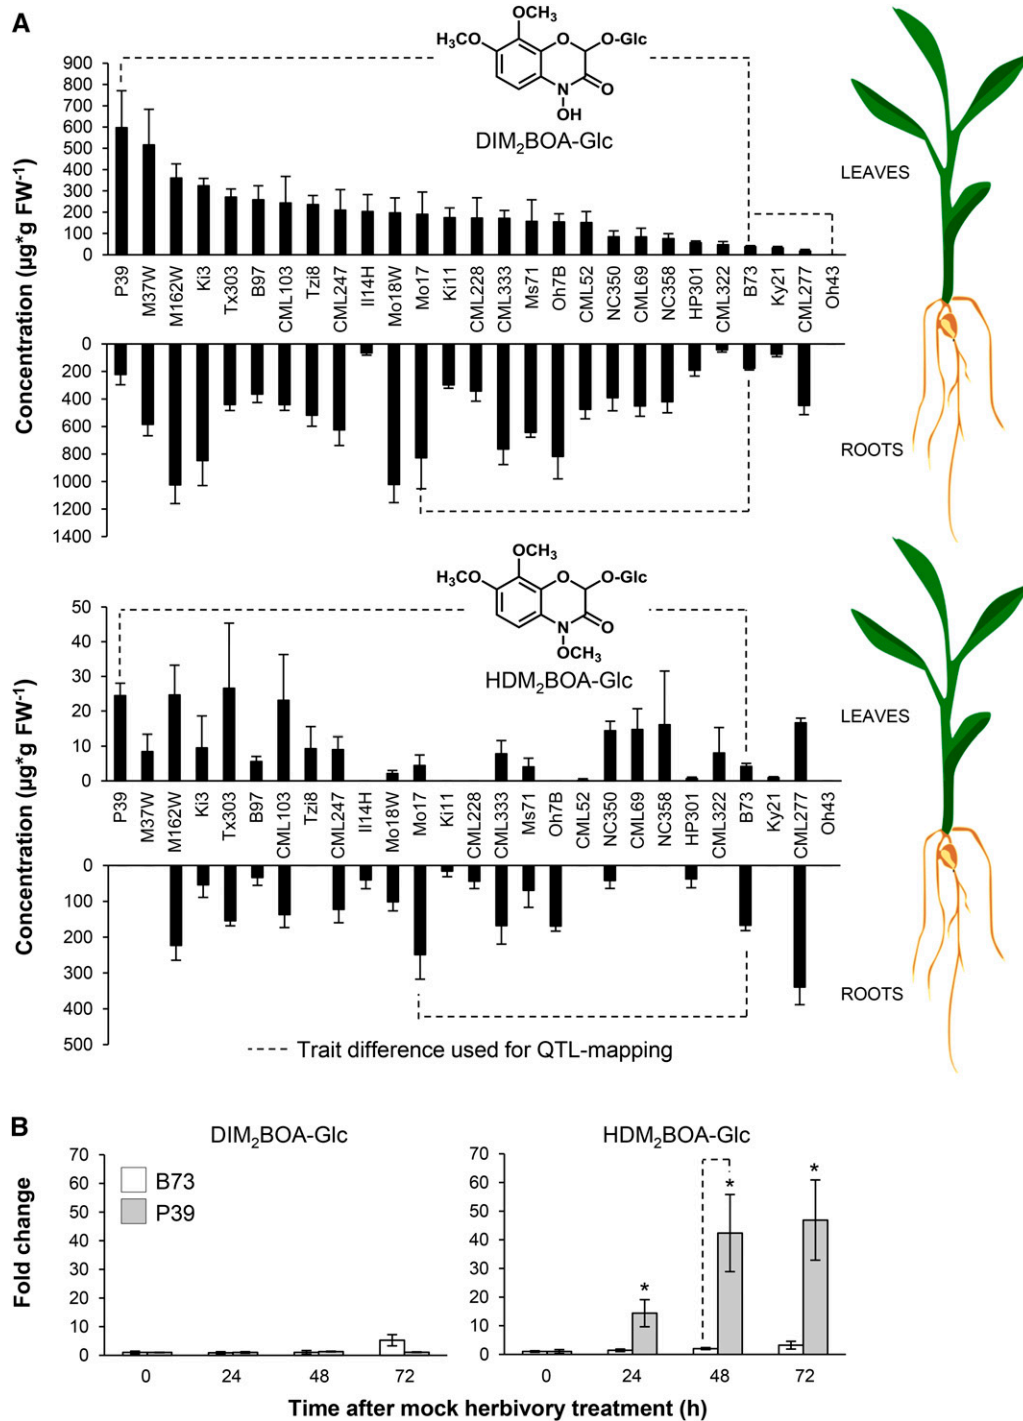 A
OCH₃
H₃CO
O
O-Glc
N
O
OH
DIM₂BOA-Glc
Concentration (µg*g FW⁻¹)
900
800
700
600
500
400
300
200
100
0
LEAVES
P39 M37W M162W Ki3 Tx303 B97 CML103 Tzi8 CML247 Il14H Mo18W Mo17 Ki11 CML228 CML333 Ms71 Oh7B CML52 NC350 CML69 NC358 HP301 CML322 B73 Ky21 CML277 Oh43
0
200
400
600
800
1000
1200
1400
ROOTS
OCH₃
H₃CO
O
O-Glc
N
O
OCH₃
HDM₂BOA-Glc
Concentration (µg*g FW⁻¹)
50
40
30
20
10
0
LEAVES
P39 M37W M162W Ki3 Tx303 B97 CML103 Tzi8 CML247 Il14H Mo18W Mo17 Ki11 CML228 CML333 Ms71 Oh7B CML52 NC350 CML69 NC358 HP301 CML322 B73 Ky21 CML277 Oh43
0
100
200
300
400
500
ROOTS
Trait difference used for QTL-mapping
B
DIM₂BOA-Glc
Fold change
70
60
50
40
30
20
10
0
B73
P39
0 24 48 72
HDM₂BOA-Glc
70
60
50
40
30
20
10
0
* * *
0 24 48 72
Time after mock herbivory treatment (h)